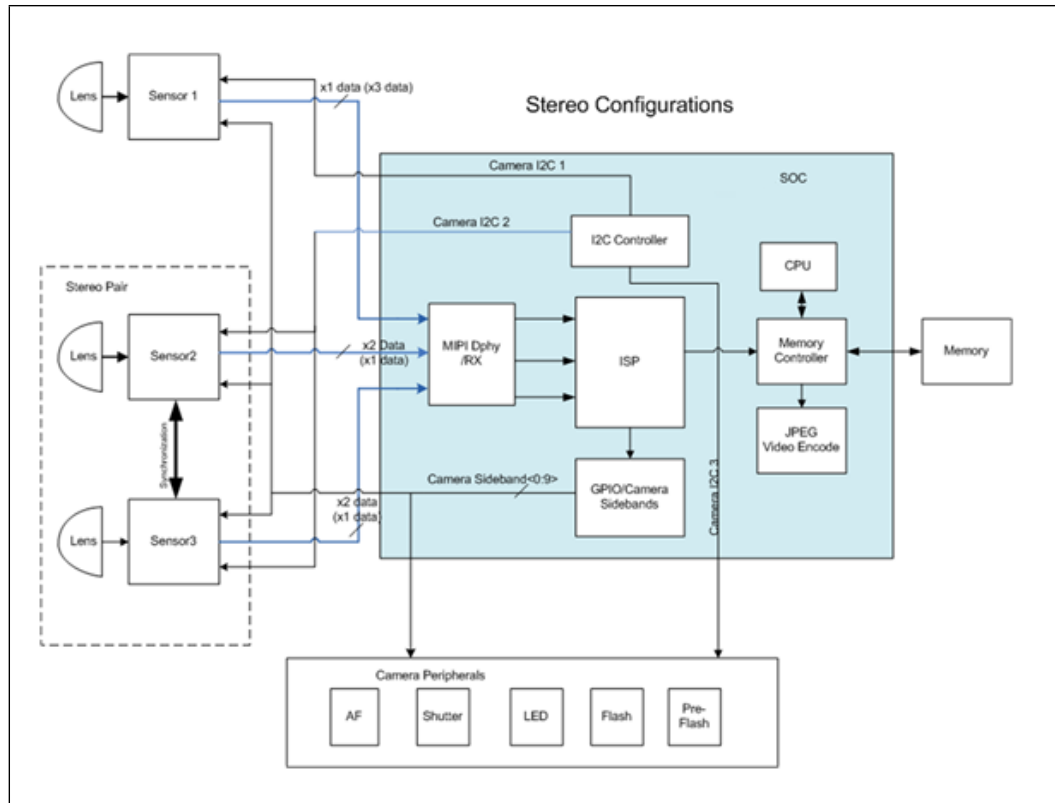 Stereo Configurations
Lens
Sensor 1
x1 data (x3 data)
SOC
Camera I2C 1
Camera I2C 2
I2C Controller
CPU
Stereo Pair
Lens
Sensor2
x2 Data
(x1 data)
MIPI Dphy
/RX
ISP
Memory
Controller
Memory
JPEG
Video Encode
Synchronization
Camera Sideband<0:9>
GPIO/Camera
Sidebands
Camera I2C 3
Lens
Sensor3
x2 data
(x1 data)
Camera Peripherals
AF
Shutter
LED
Flash
Pre-
Flash